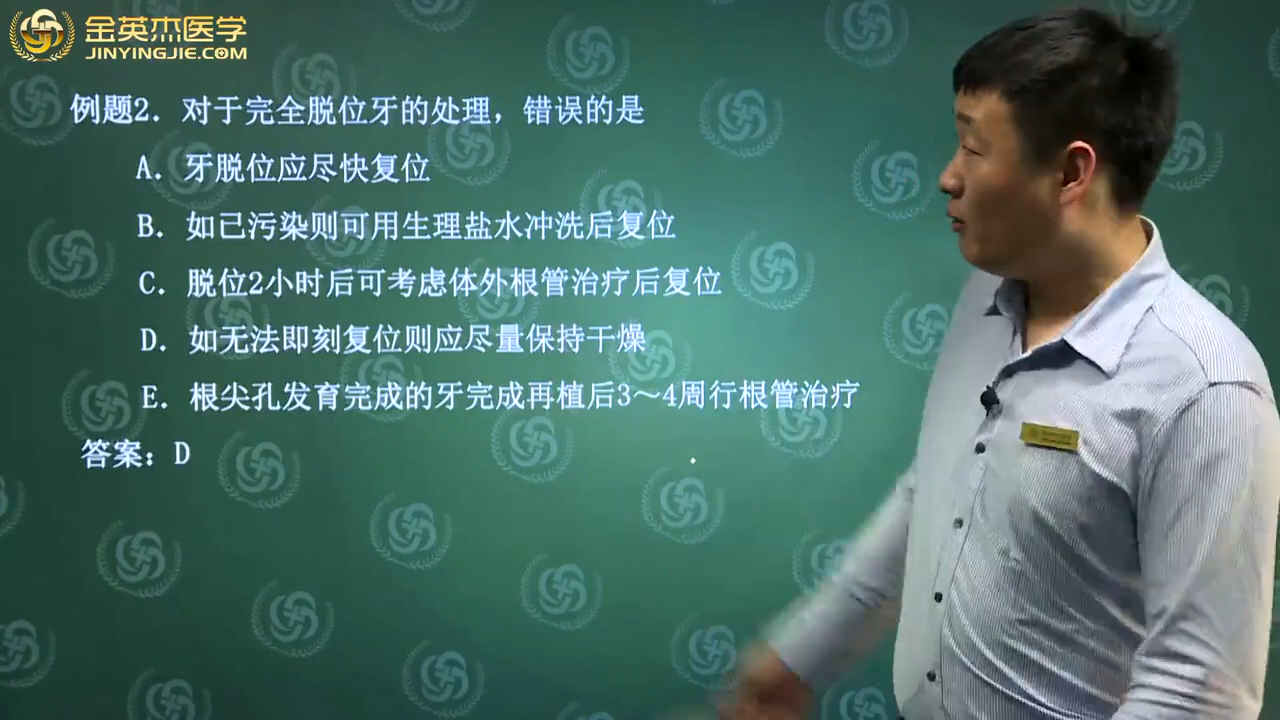 金英杰医学
JINYINGJIE.COM
例题2. 对于完全脱位牙的处理，错误的是
A. 牙脱位应尽快复位
B. 如已污染则可用生理盐水冲洗后复位
C. 脱位2小时后可考虑体外根管治疗后复位
D. 如无法即刻复位则应尽量保持干燥
E. 根尖孔发育完成的牙完成再植后3～4周行根管治疗
答案：D